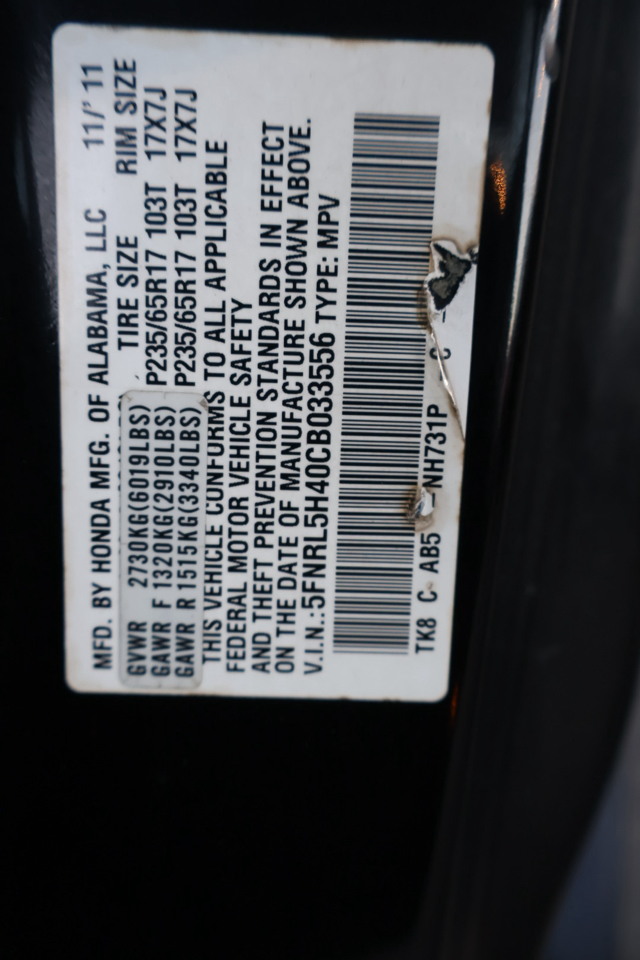 MFD. BY HONDA MFG. OF ALABAMA, LLC 11/' 11
TIRE SIZE RIM SIZE
GVWR 2730KG(6019LBS)
GAWR F 1320KG(2910LBS) P235/65R17 103T 17X7J
GAWR R 1515KG(3340LBS) P235/65R17 103T 17X7J
THIS VEHICLE CONFORMS TO ALL APPLICABLE
FEDERAL MOTOR VEHICLE SAFETY
AND THEFT PREVENTION STANDARDS IN EFFECT
ON THE DATE OF MANUFACTURE SHOWN ABOVE.
V.I.N.:5FNRL5H40CB033556 TYPE: MPV
TK8 C AB5 NH731P